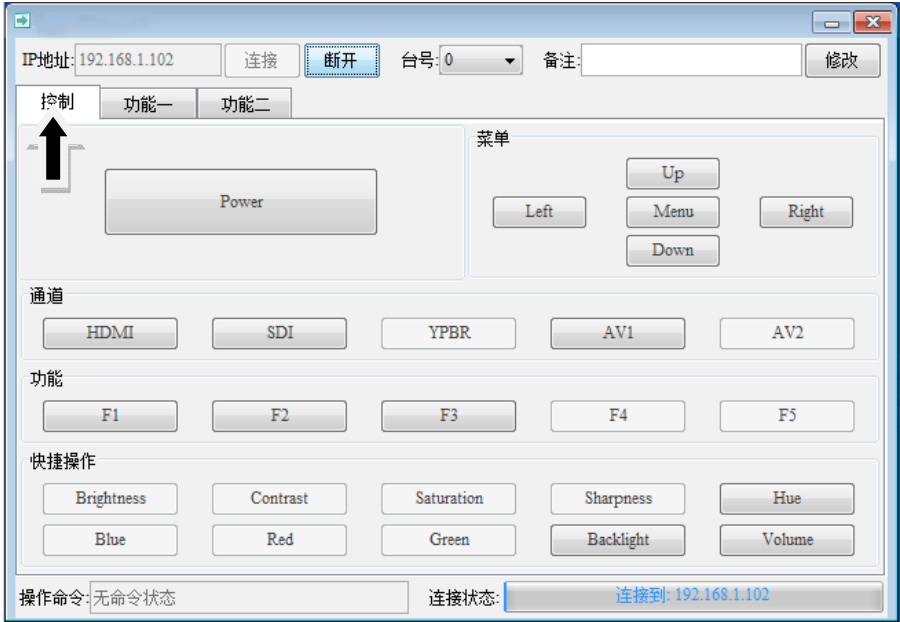 IP地址: 192.168.1.102 连接 断开 台号: 0 备注: 修改
控制 功能一 功能二
菜单
Power
Up
Left Menu Right
Down
通道
HDMI SDI YPBR AV1 AV2
功能
F1 F2 F3 F4 F5
快捷操作
Brightness Contrast Saturation Sharpness Hue
Blue Red Green Backlight Volume
操作命令: 无命令状态 连接状态: 连接到: 192.168.1.102